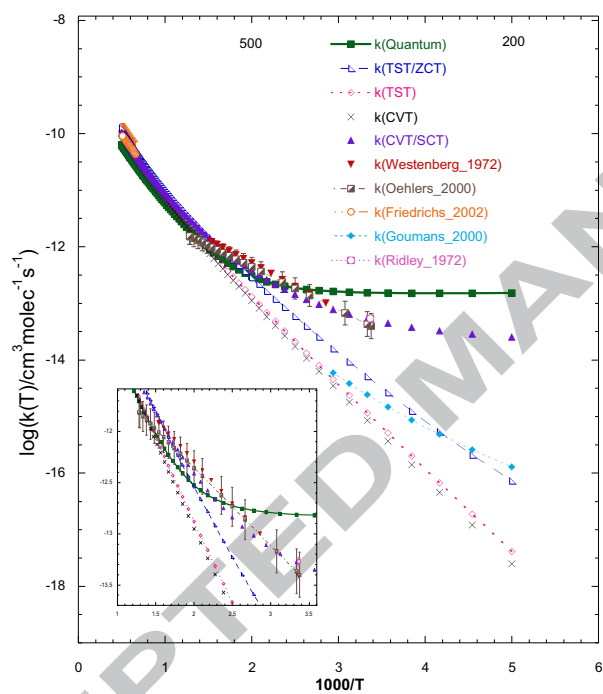 -8
-10
-12
-14
-16
-18
log(k(T)/cm³molec⁻¹s⁻¹)
500
200
k(Quantum)
k(TST/ZCT)
k(TST)
k(CVT)
k(CVT/SCT)
k(Westenberg_1972)
k(Oehlers_2000)
k(Friedrichs_2002)
k(Goumans_2000)
k(Ridley_1972)
-12
-12.5
-13
-13.5
1 1.5 2 2.5 3 3.5
0 1 2 3 4 5 6
1000/T
PTED MAN